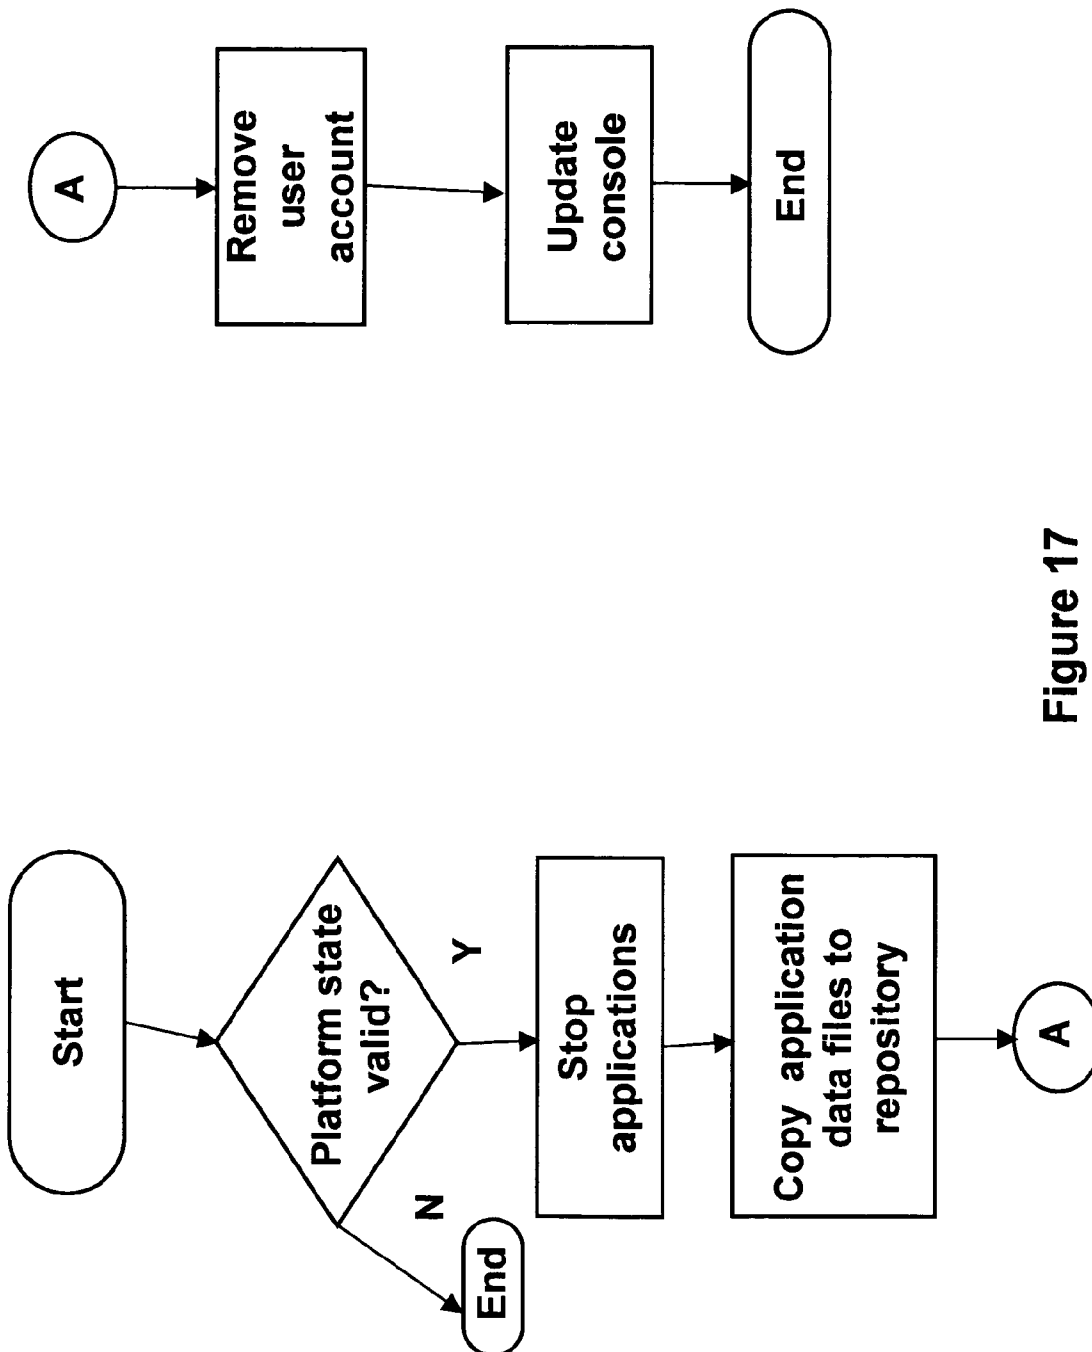 Start
Platform state
valid?
Y
N
End
Stop
applications
Copy application
data files to
repository
A
A
Remove
user
account
Update
console
End
Figure 17